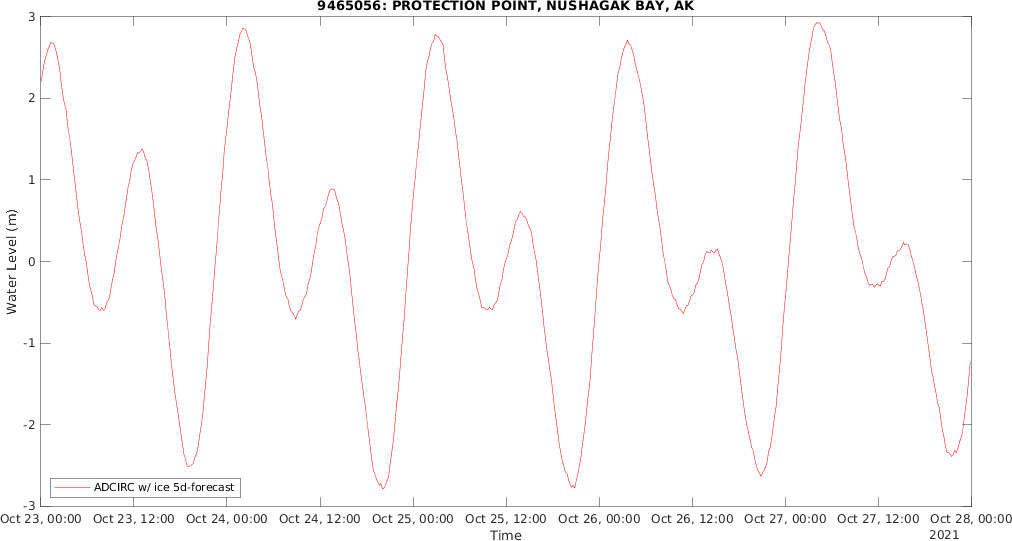 9465056: PROTECTION POINT, NUSHAGAK BAY, AK
3
2
1
0
-1
-2
-3
Water Level (m)
ADCIRC w/ ice 5d-forecast
Oct 23, 00:00 Oct 23, 12:00 Oct 24, 00:00 Oct 24, 12:00 Oct 25, 00:00 Oct 25, 12:00 Oct 26, 00:00 Oct 26, 12:00 Oct 27, 00:00 Oct 27, 12:00 Oct 28, 00:00
Time
2021